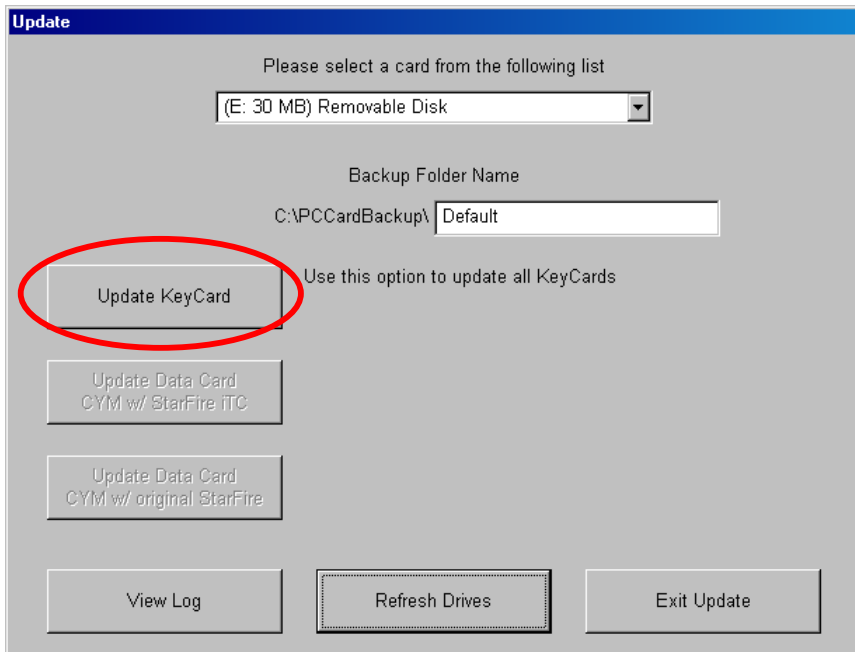 Update
Please select a card from the following list
(E: 30 MB) Removable Disk
Backup Folder Name
C:\PCCardBackup\ Default
Update KeyCard
Use this option to update all KeyCards
Update Data Card
CYM w/ StarFire iTC
Update Data Card
CYM w/ original StarFire
View Log
Refresh Drives
Exit Update